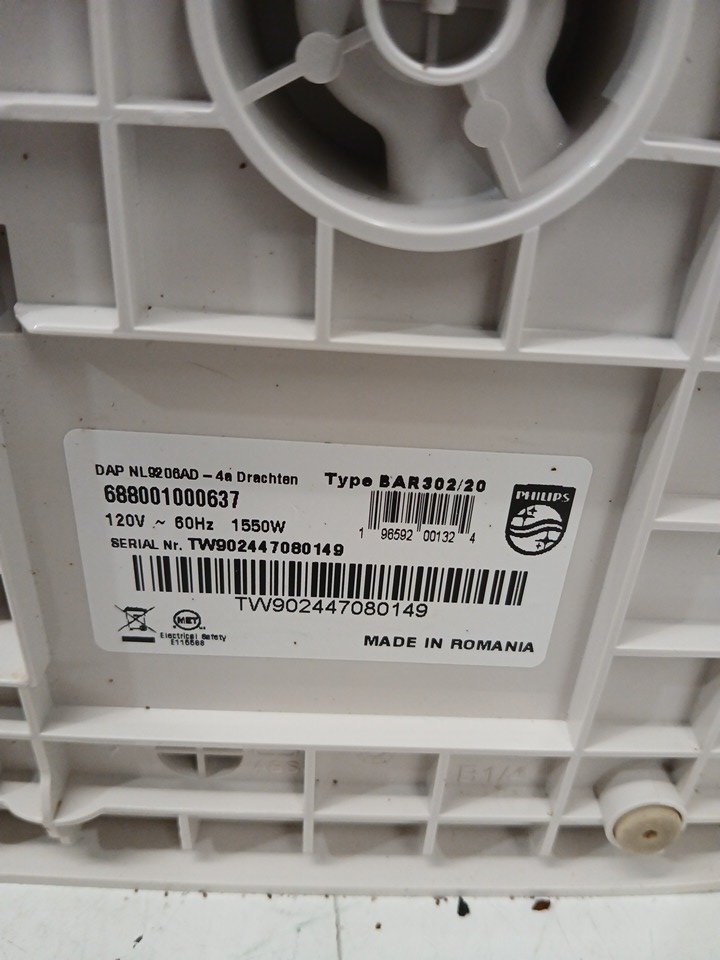 DAP NL9206AD – 4a Drachten
Type BAR302/20
688001000637
120V ~ 60Hz 1550W
1 96592 00132 4
PHILIPS
SERIAL Nr. TW902447080149
TW902447080149
MET
Electrical Safety
MADE IN ROMANIA
ABS